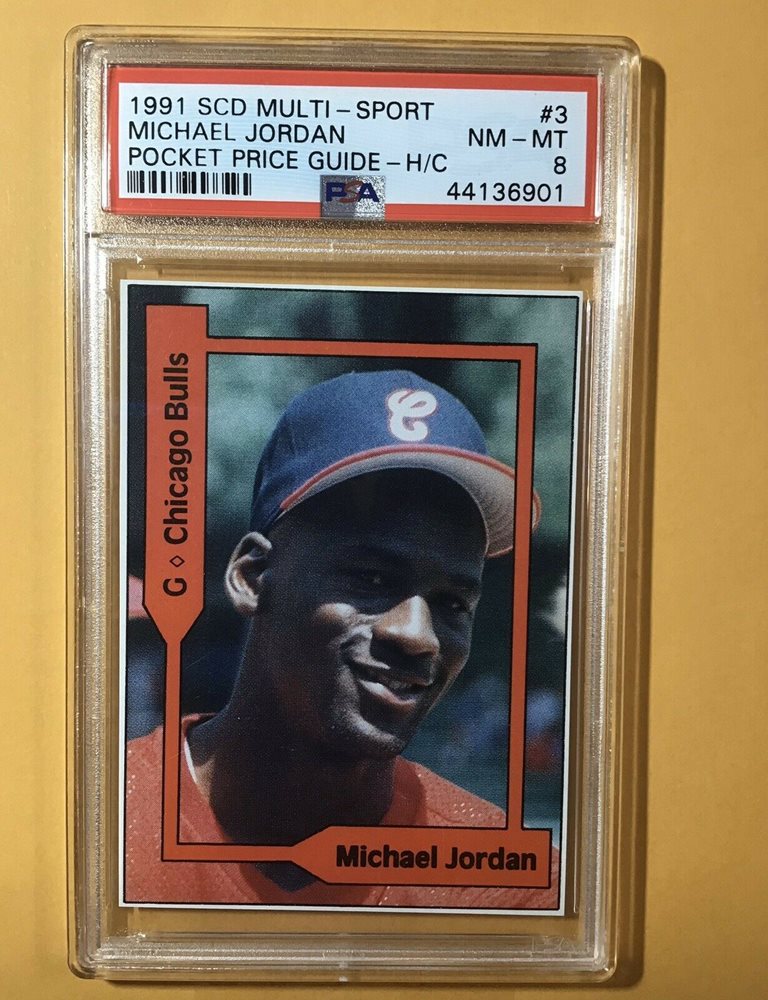 1991 SCD MULTI-SPORT #3
MICHAEL JORDAN NM-MT
POCKET PRICE GUIDE-H/C 8
PSA 44136901
C
G ◇ Chicago Bulls
Michael Jordan